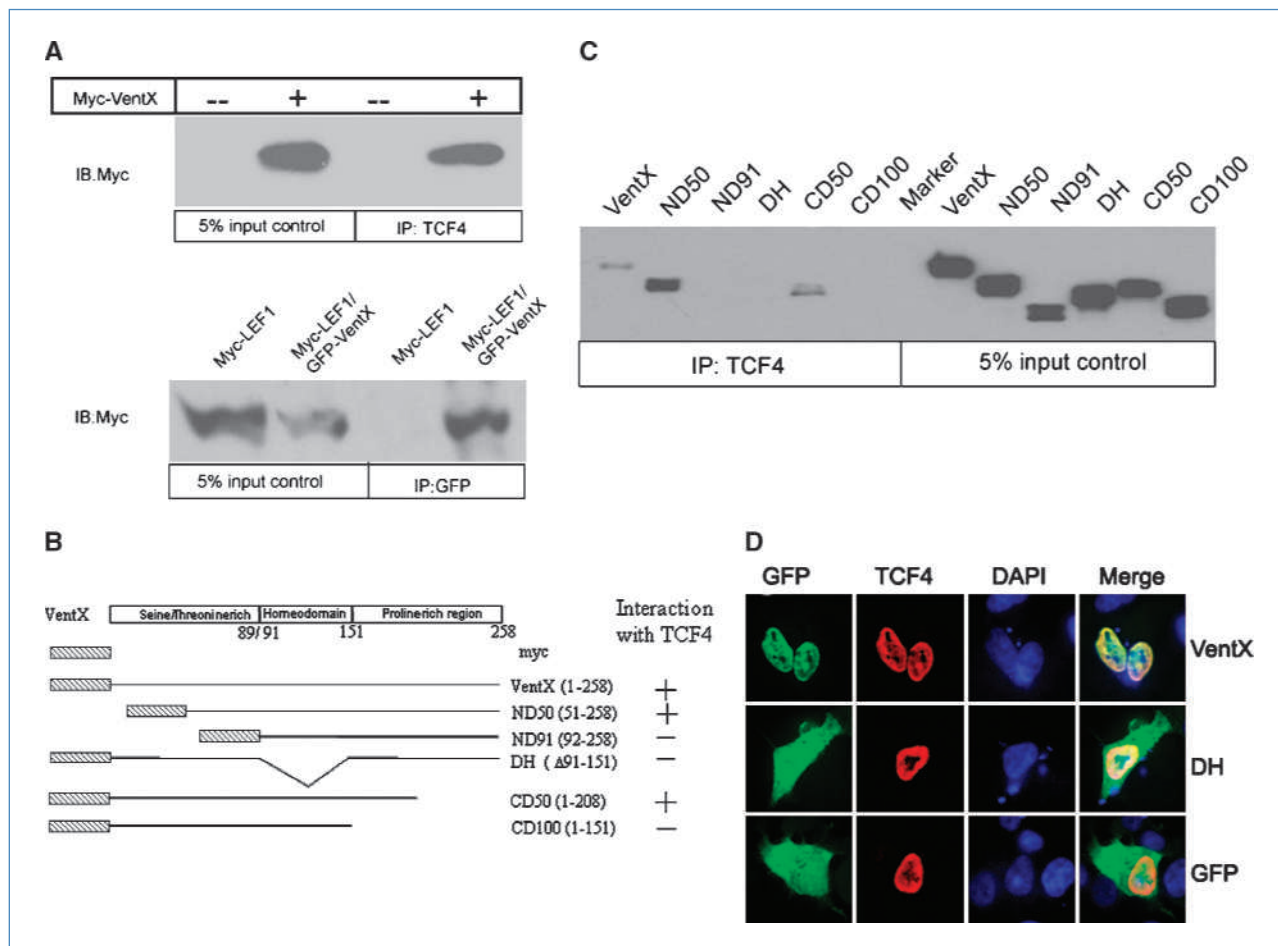 A
Myc-VentX -- + -- +
IB.Myc
5% input control IP: TCF4
Myc-LEF1 Myc-LEF1/ GFP-VentX Myc-LEF1 Myc-LEF1/ GFP-VentX
IB.Myc
5% input control IP:GFP
B
VentX Seine/Threoninerich Homeodomain Prolinerich region
89/91 151 258
Interaction
with TCF4
myc
VentX (1-258) +
ND50 (51-258) +
ND91 (92-258) −
DH ( Δ91-151) −
CD50 (1-208) +
CD100 (1-151) −
C
VentX ND50 ND91 DH CD50 CD100 Marker VentX ND50 ND91 DH CD50 CD100
IP: TCF4 5% input control
D
GFP TCF4 DAPI Merge
VentX
DH
GFP